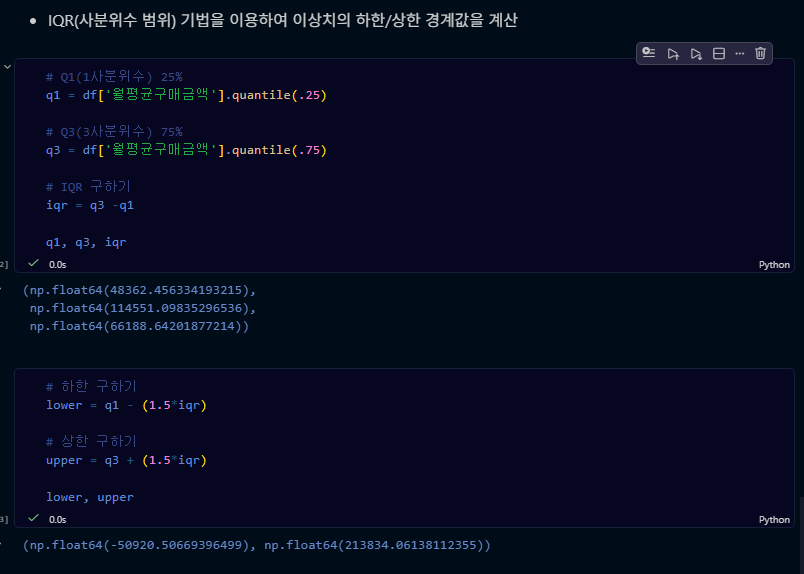 • IQR(사분위수 범위) 기법을 이용하여 이상치의 하한/상한 경계값을 계산
# Q1(1사분위수) 25%
q1 = df['월평균구매금액'].quantile(.25)
# Q3(3사분위수) 75%
q3 = df['월평균구매금액'].quantile(.75)
# IQR 구하기
iqr = q3 -q1
q1, q3, iqr
2]
0.0s
Python
(np.float64(48362.456334193215),
np.float64(114551.09835296536),
np.float64(66188.64201877214))
# 하한 구하기
lower = q1 - (1.5*iqr)
# 상한 구하기
upper = q3 + (1.5*iqr)
lower, upper
3]
0.0s
Python
(np.float64(-50920.50669396499), np.float64(213834.06138112355))